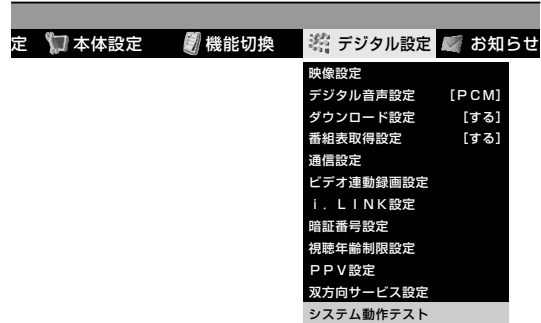 定 本体設定 機能切換 デジタル設定 お知らせ
映像設定
デジタル音声設定 [PCM]
ダウンロード設定 [する]
番組表取得設定 [する]
通信設定
ビデオ連動録画設定
i．LINK設定
暗証番号設定
視聴年齢制限設定
PPV設定
双方向サービス設定
システム動作テスト